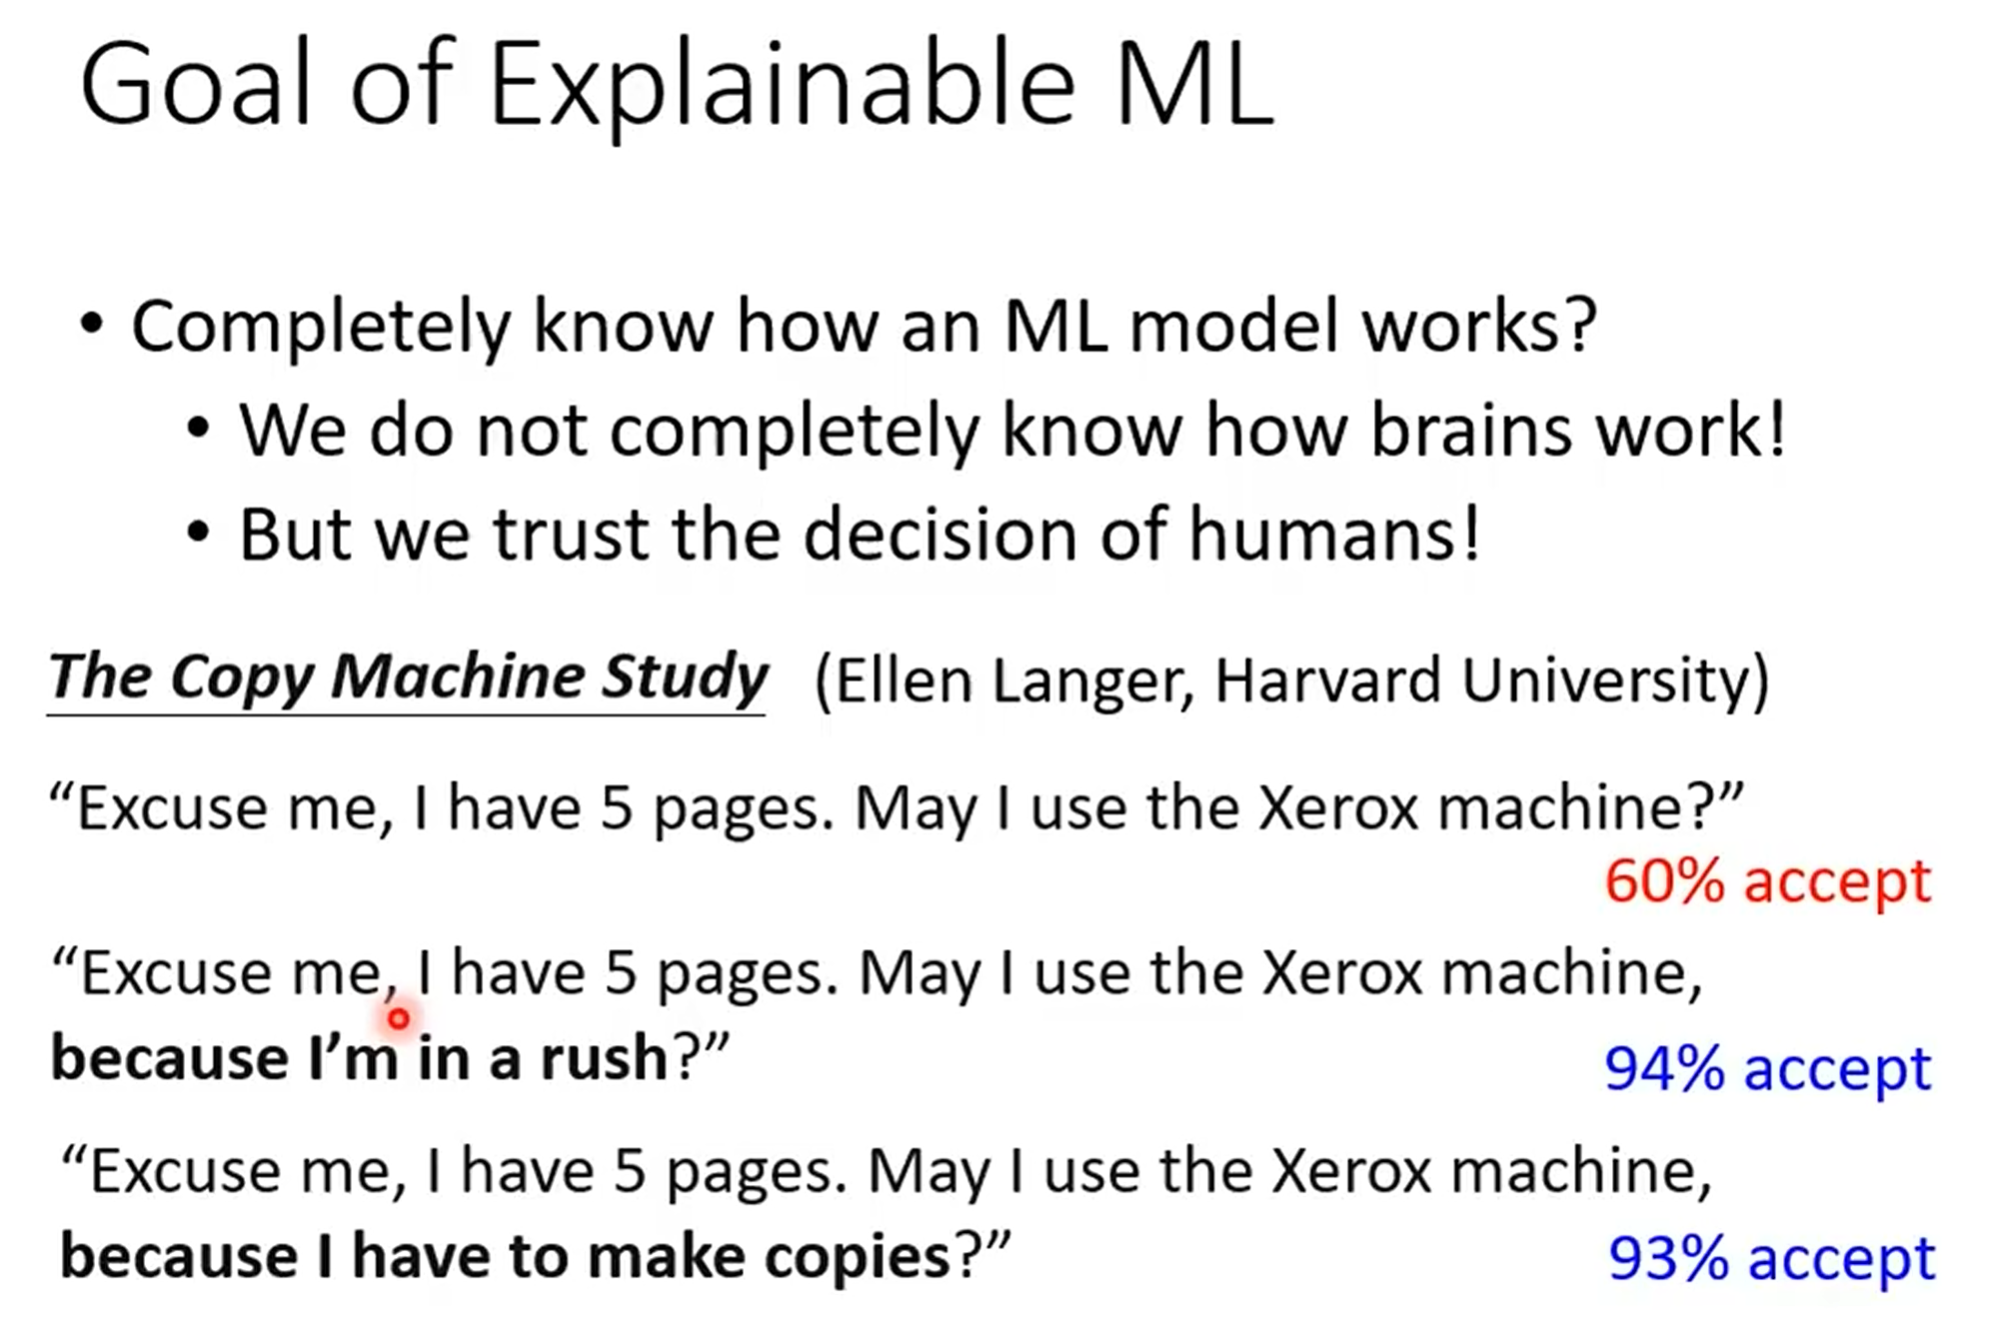 Goal of Explainable ML
• Completely know how an ML model works?
• We do not completely know how brains work!
• But we trust the decision of humans!
The Copy Machine Study (Ellen Langer, Harvard University)
“Excuse me, I have 5 pages. May I use the Xerox machine?”
60% accept
“Excuse me, I have 5 pages. May I use the Xerox machine,
because I’m in a rush?” 94% accept
“Excuse me, I have 5 pages. May I use the Xerox machine,
because I have to make copies?” 93% accept